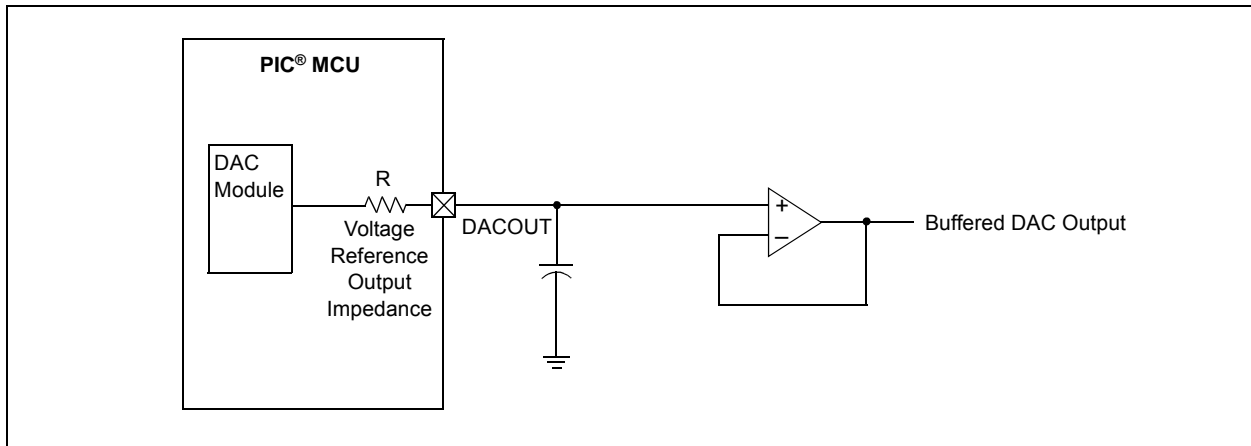 PIC® MCU
DAC
Module
R
Voltage
Reference
Output
Impedance
DACOUT
+
–
Buffered DAC Output